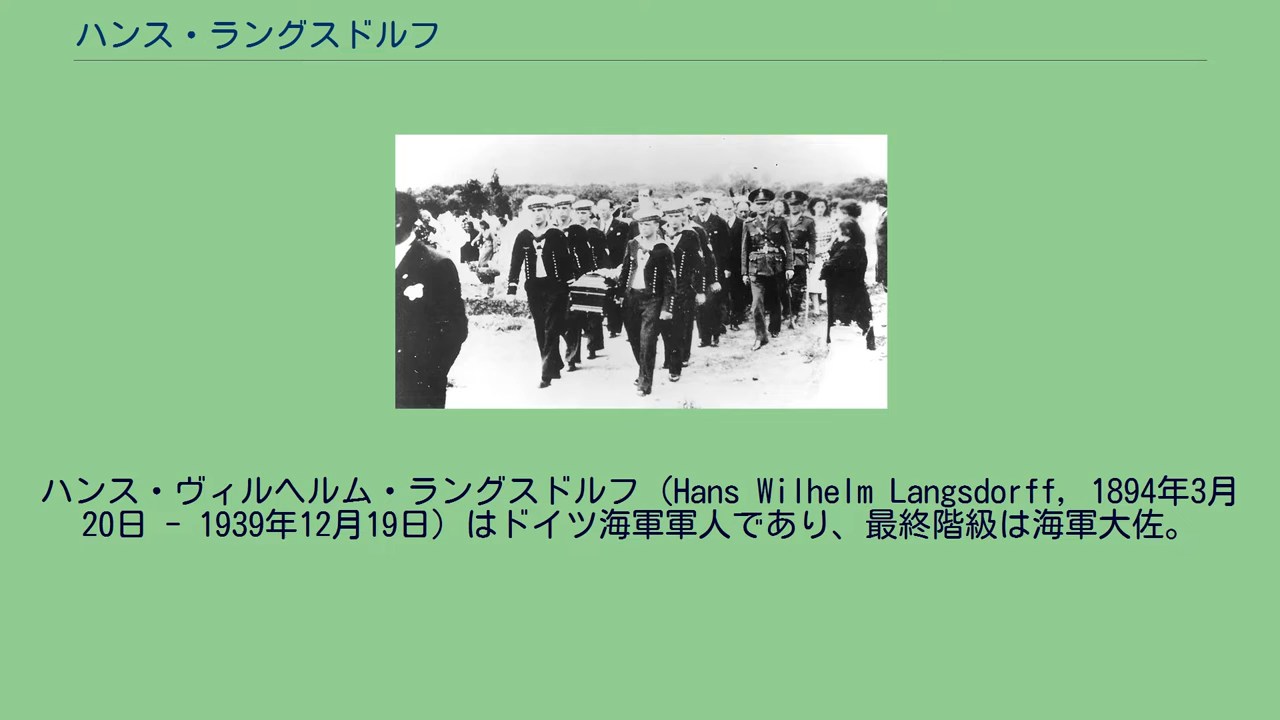 ハンス・ラングスドルフ
ハンス・ヴィルヘルム・ラングスドルフ（Hans Wilhelm Langsdorff, 1894年3月
20日 - 1939年12月19日）はドイツ海軍軍人であり、最終階級は海軍大佐。